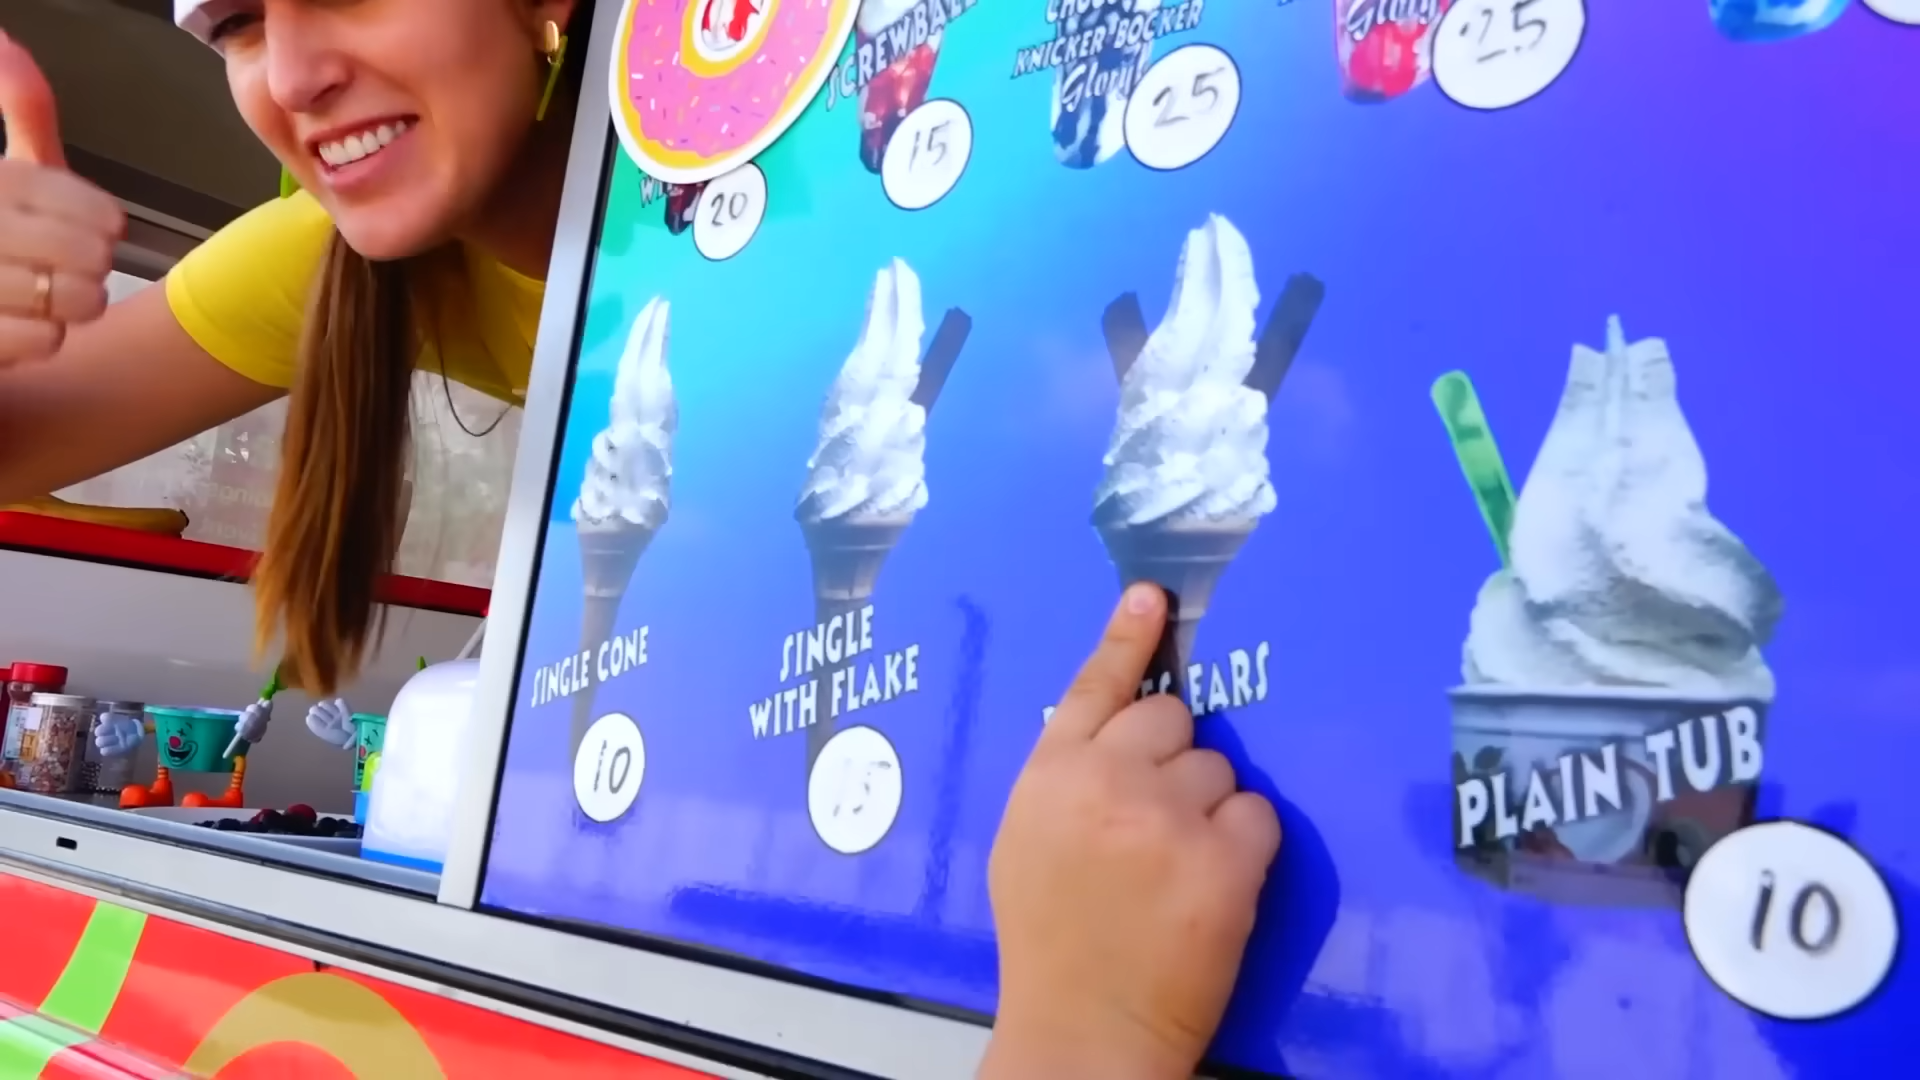 SCREWBALL
15
KNICKER BOCKER
Glory
25
Glory
25
20
SINGLE CONE
10
SINGLE
WITH FLAKE
15
EARS
PLAIN TUB
10